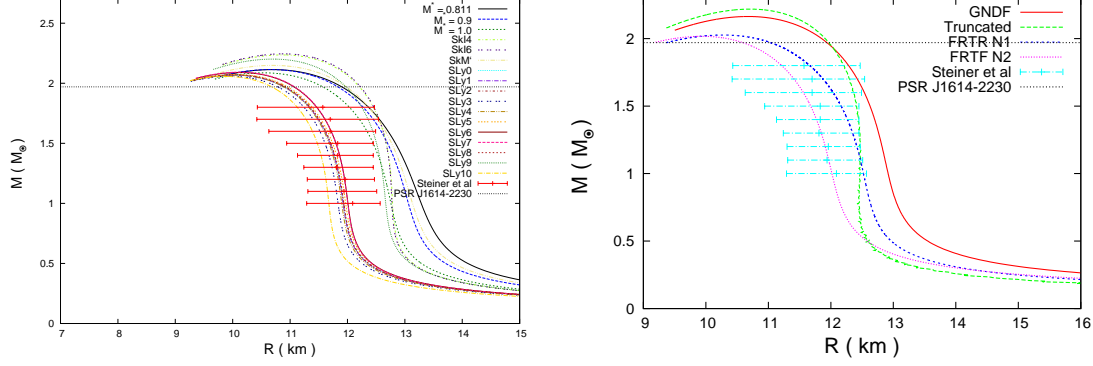 M* = 0.811
M* = 0.9
M* = 1.0
SkI4
SkI6
SkM*
SLy0
SLy1
SLy2
SLy3
SLy4
SLy5
SLy6
SLy7
SLy8
SLy9
SLy10
Steiner et al
PSR J1614-2230
M ( M⊙ )
2.5
2
1.5
1
0.5
0
7 8 9 10 11 12 13 14 15
R ( km )
GNDF
Truncated
FRTR N1
FRTF N2
Steiner et al
PSR J1614-2230
M ( M⊙ )
2
1.5
1
0.5
0
9 10 11 12 13 14 15 16
R ( km )